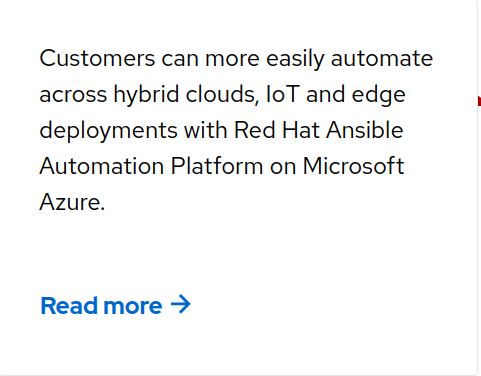 Customers can more easily automate
across hybrid clouds, IoT and edge
deployments with Red Hat Ansible
Automation Platform on Microsoft
Azure.
Read more →